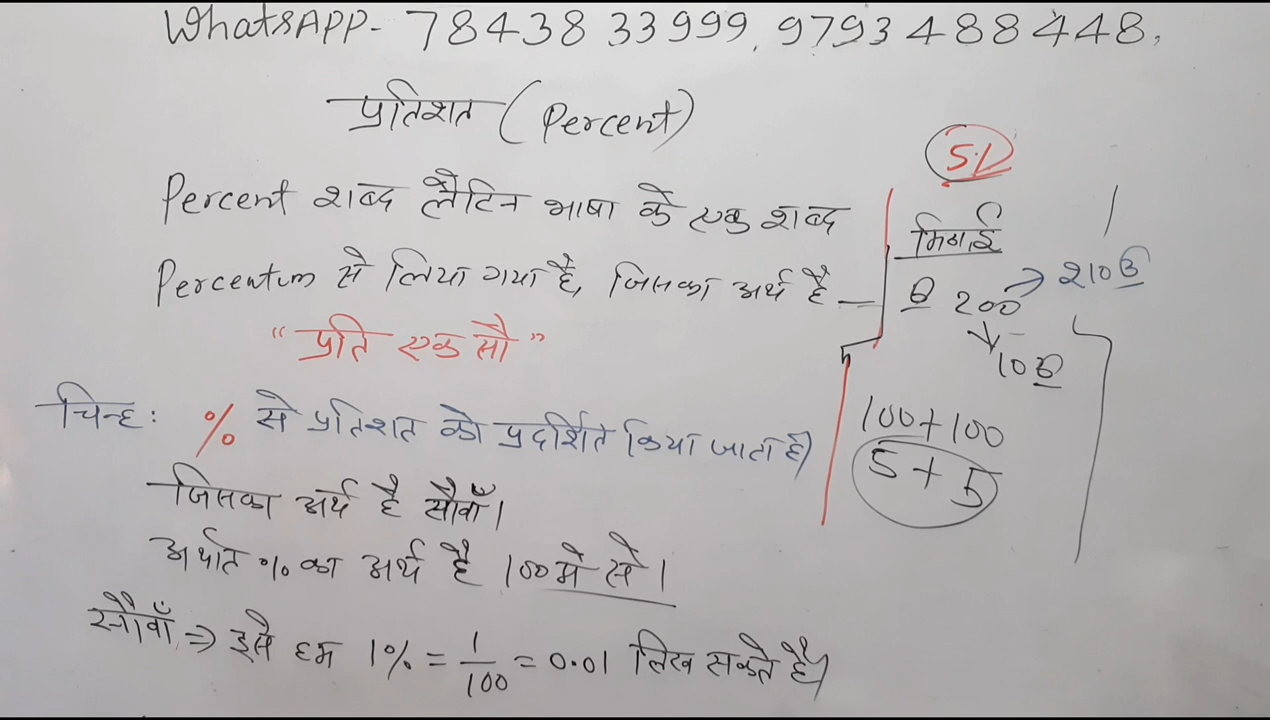 WhatsAPP- 7843833999, 9793488448,
प्रतिशत (Percent)
Percent शब्द लैटिन भाषा के एक शब्द
Percentum से लिया गया है, जिसका अर्थ है —
“प्रति एक सौ”
चिन्ह: % से प्रतिशत को प्रदर्शित किया जाता है।
जिसका अर्थ है सौवाँ।
अर्थात % का अर्थ है 100 मे से।
सौवाँ ⇒ इसे हम 1% = 1/100 = 0.01 लिख सकते है।
5%
मिठाई
200 → 210
10
100+100
5+5